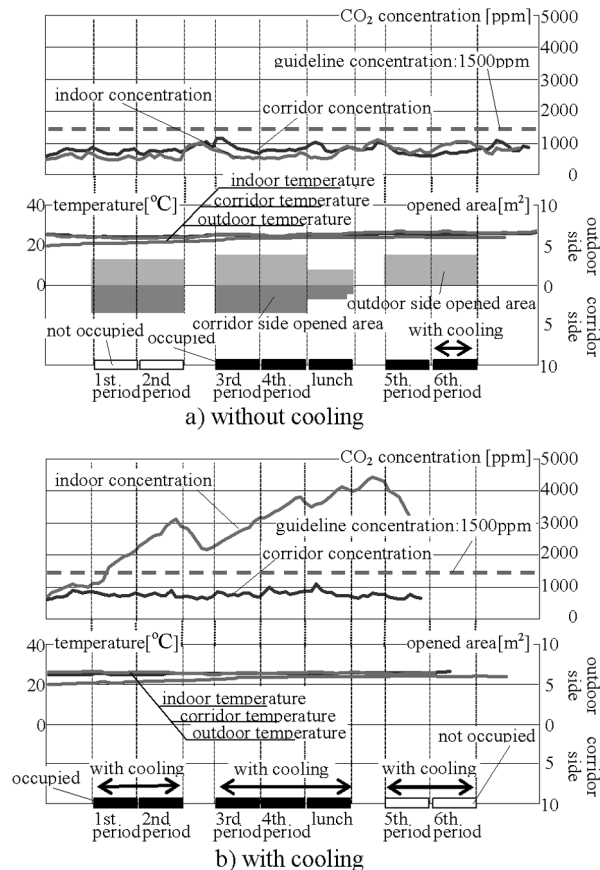 CO2 concentration [ppm]
5000
4000
guideline concentration:1500ppm
3000
indoor concentration
corridor concentration
2000
1000
0
indoor temperature
40
temperature[℃]
corridor temperature
opened area[m²]
10
outdoor temperature
20
5
outdoor side
0
0
outdoor side opened area
corridor side opened area
not occupied
occupied
with cooling
5
corridor side
10
1st. period
2nd period
3rd. period
4th. period
lunch
5th. period
6th. period
a) without cooling
CO2 concentration [ppm]
5000
indoor concentration
4000
guideline concentration:1500ppm
3000
corridor concentration
2000
1000
0
40
temperature[℃]
opened area[m²]
10
20
5
outdoor side
indoor temperature
corridor temperature
outdoor temperature
0
0
not occupied
occupied
with cooling
with cooling
with cooling
5
corridor side
10
1st. period
2nd period
3rd. period
4th. period
lunch
5th. period
6th. period
b) with cooling